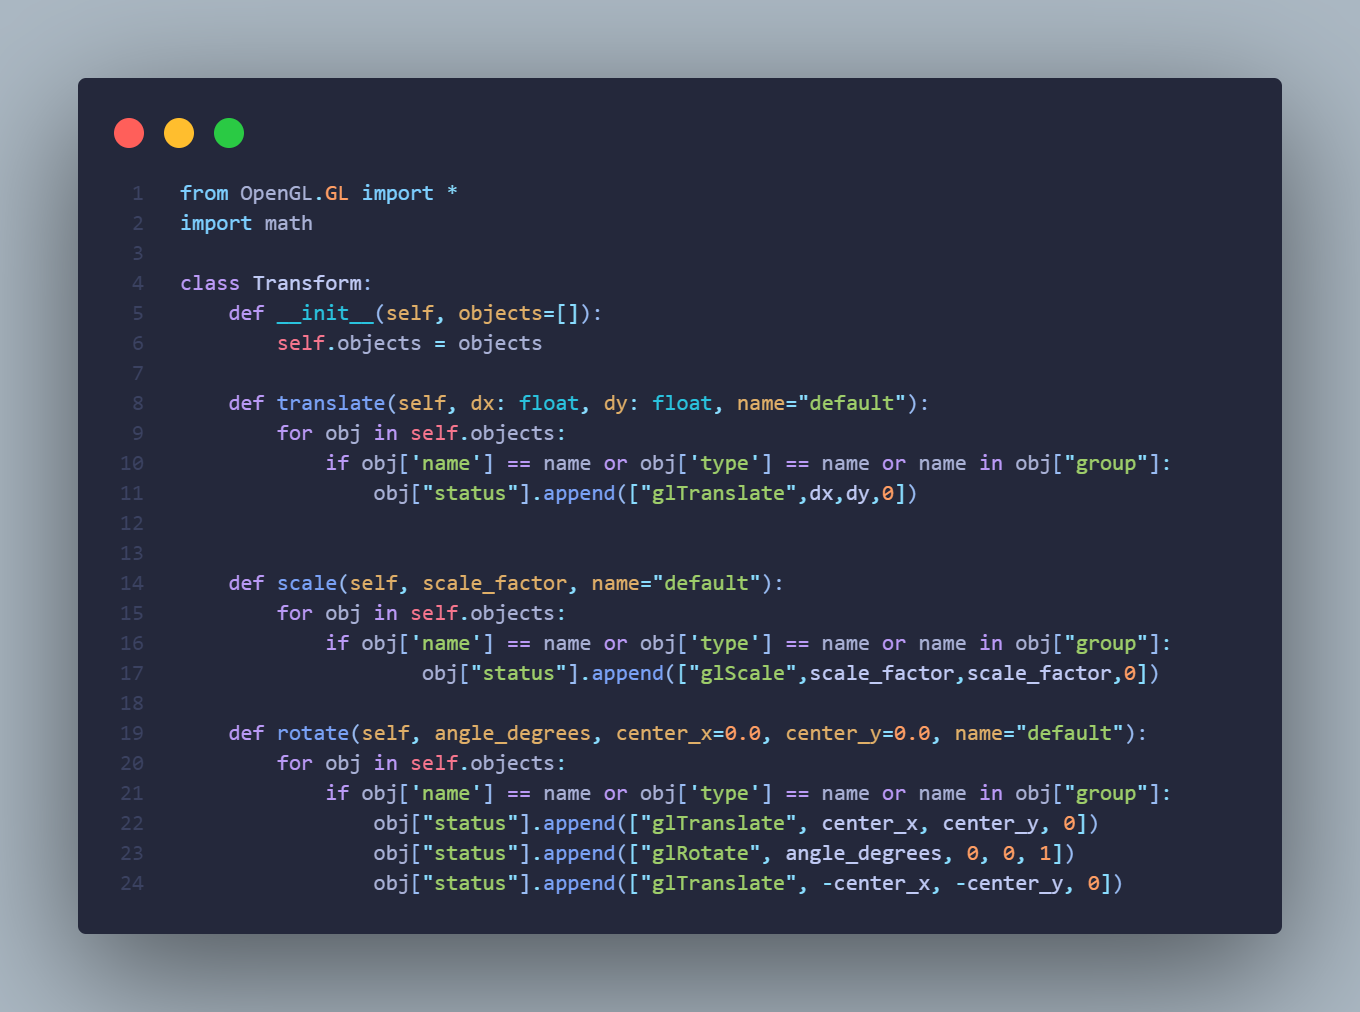 1 from OpenGL.GL import *
2 import math
3
4 class Transform:
5     def __init__(self, objects=[]):
6         self.objects = objects
7
8     def translate(self, dx: float, dy: float, name="default"):
9         for obj in self.objects:
10             if obj['name'] == name or obj['type'] == name or name in obj["group"]:
11                 obj["status"].append(["glTranslate",dx,dy,0])
12
13
14     def scale(self, scale_factor, name="default"):
15         for obj in self.objects:
16             if obj['name'] == name or obj['type'] == name or name in obj["group"]:
17                     obj["status"].append(["glScale",scale_factor,scale_factor,0])
18
19     def rotate(self, angle_degrees, center_x=0.0, center_y=0.0, name="default"):
20         for obj in self.objects:
21             if obj['name'] == name or obj['type'] == name or name in obj["group"]:
22                 obj["status"].append(["glTranslate", center_x, center_y, 0])
23                 obj["status"].append(["glRotate", angle_degrees, 0, 0, 1])
24                 obj["status"].append(["glTranslate", -center_x, -center_y, 0])